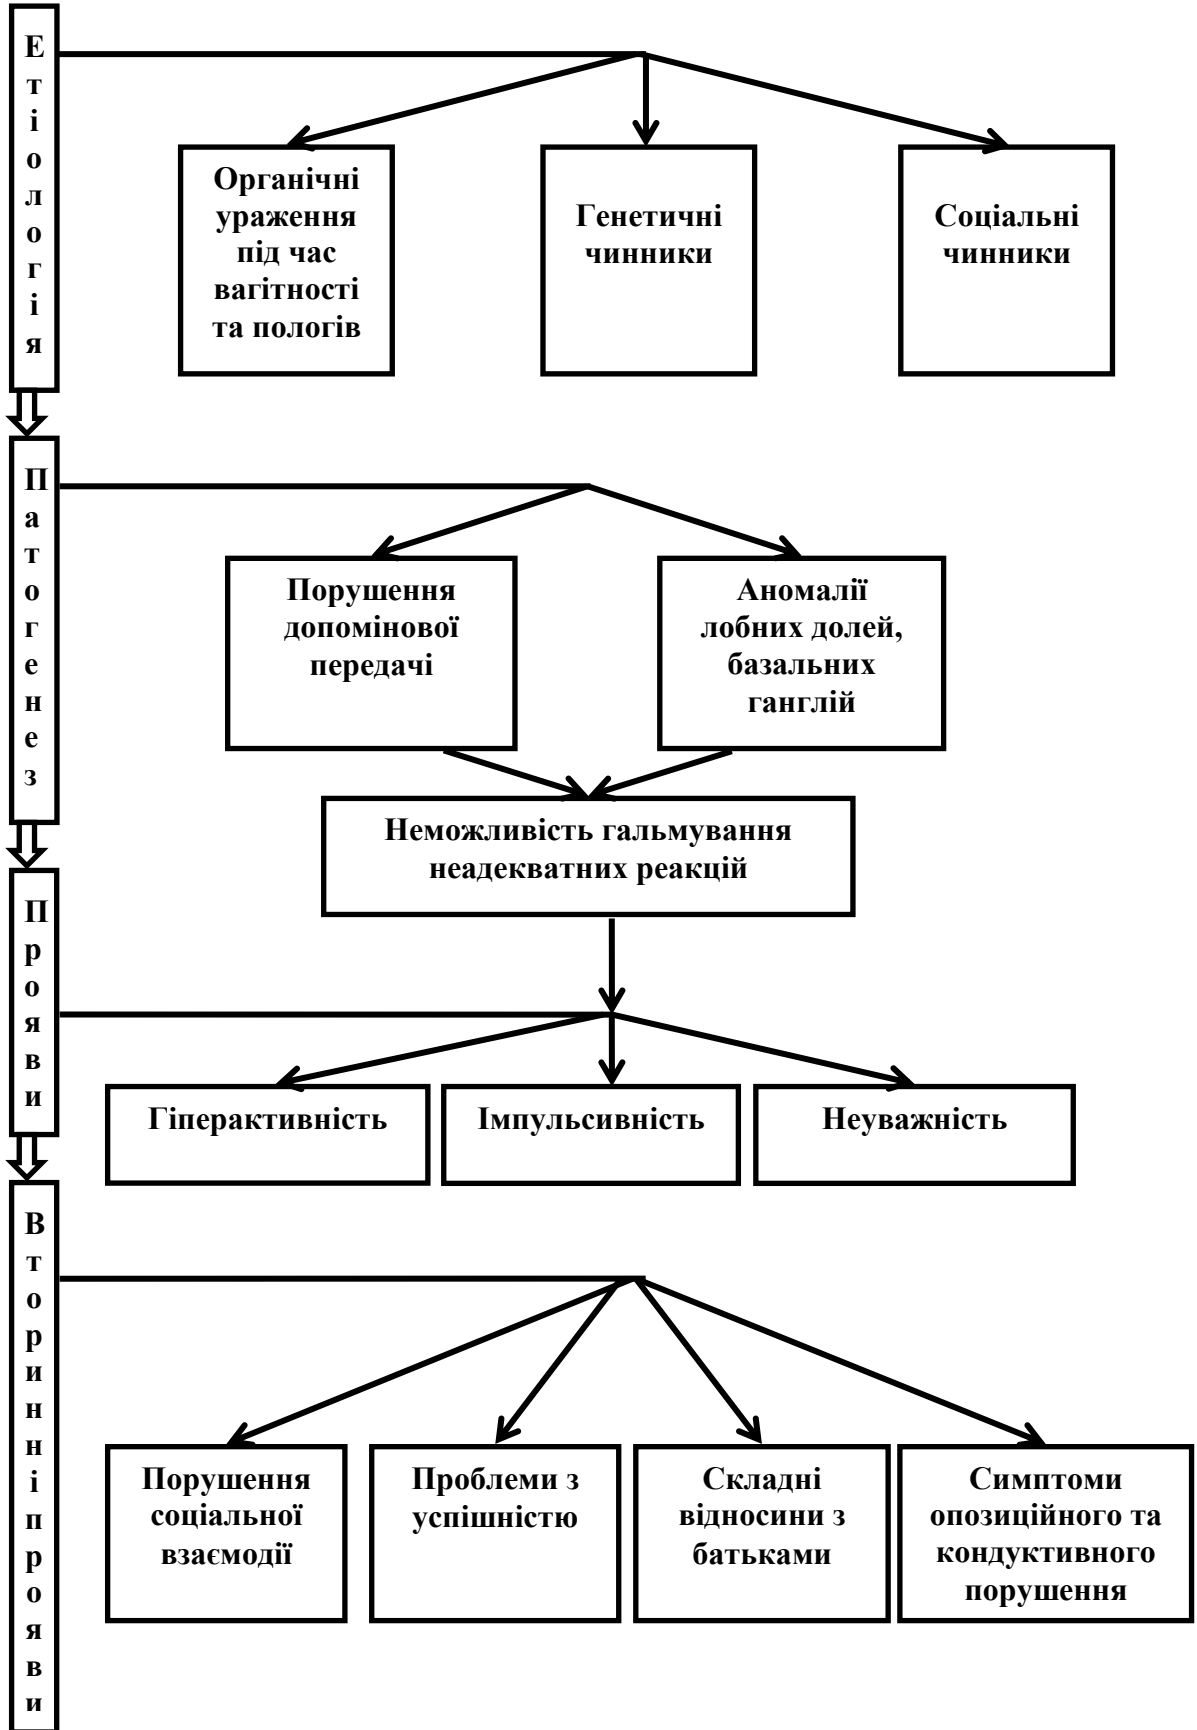 Етіологія
Органічні
ураження
під час
вагітності
та пологів
Генетичні
чинники
Соціальні
чинники
Патогенез
Порушення
допомінової
передачі
Аномалії
лобних долей,
базальних
ганглій
Неможливість гальмування
неадекватних реакцій
Прояви
Гіперактивність
Імпульсивність
Неуважність
Вторинні прояви
Порушення
соціальної
взаємодії
Проблеми з
успішністю
Складні
відносини з
батьками
Симптоми
опозиційного та
кондуктивного
порушення